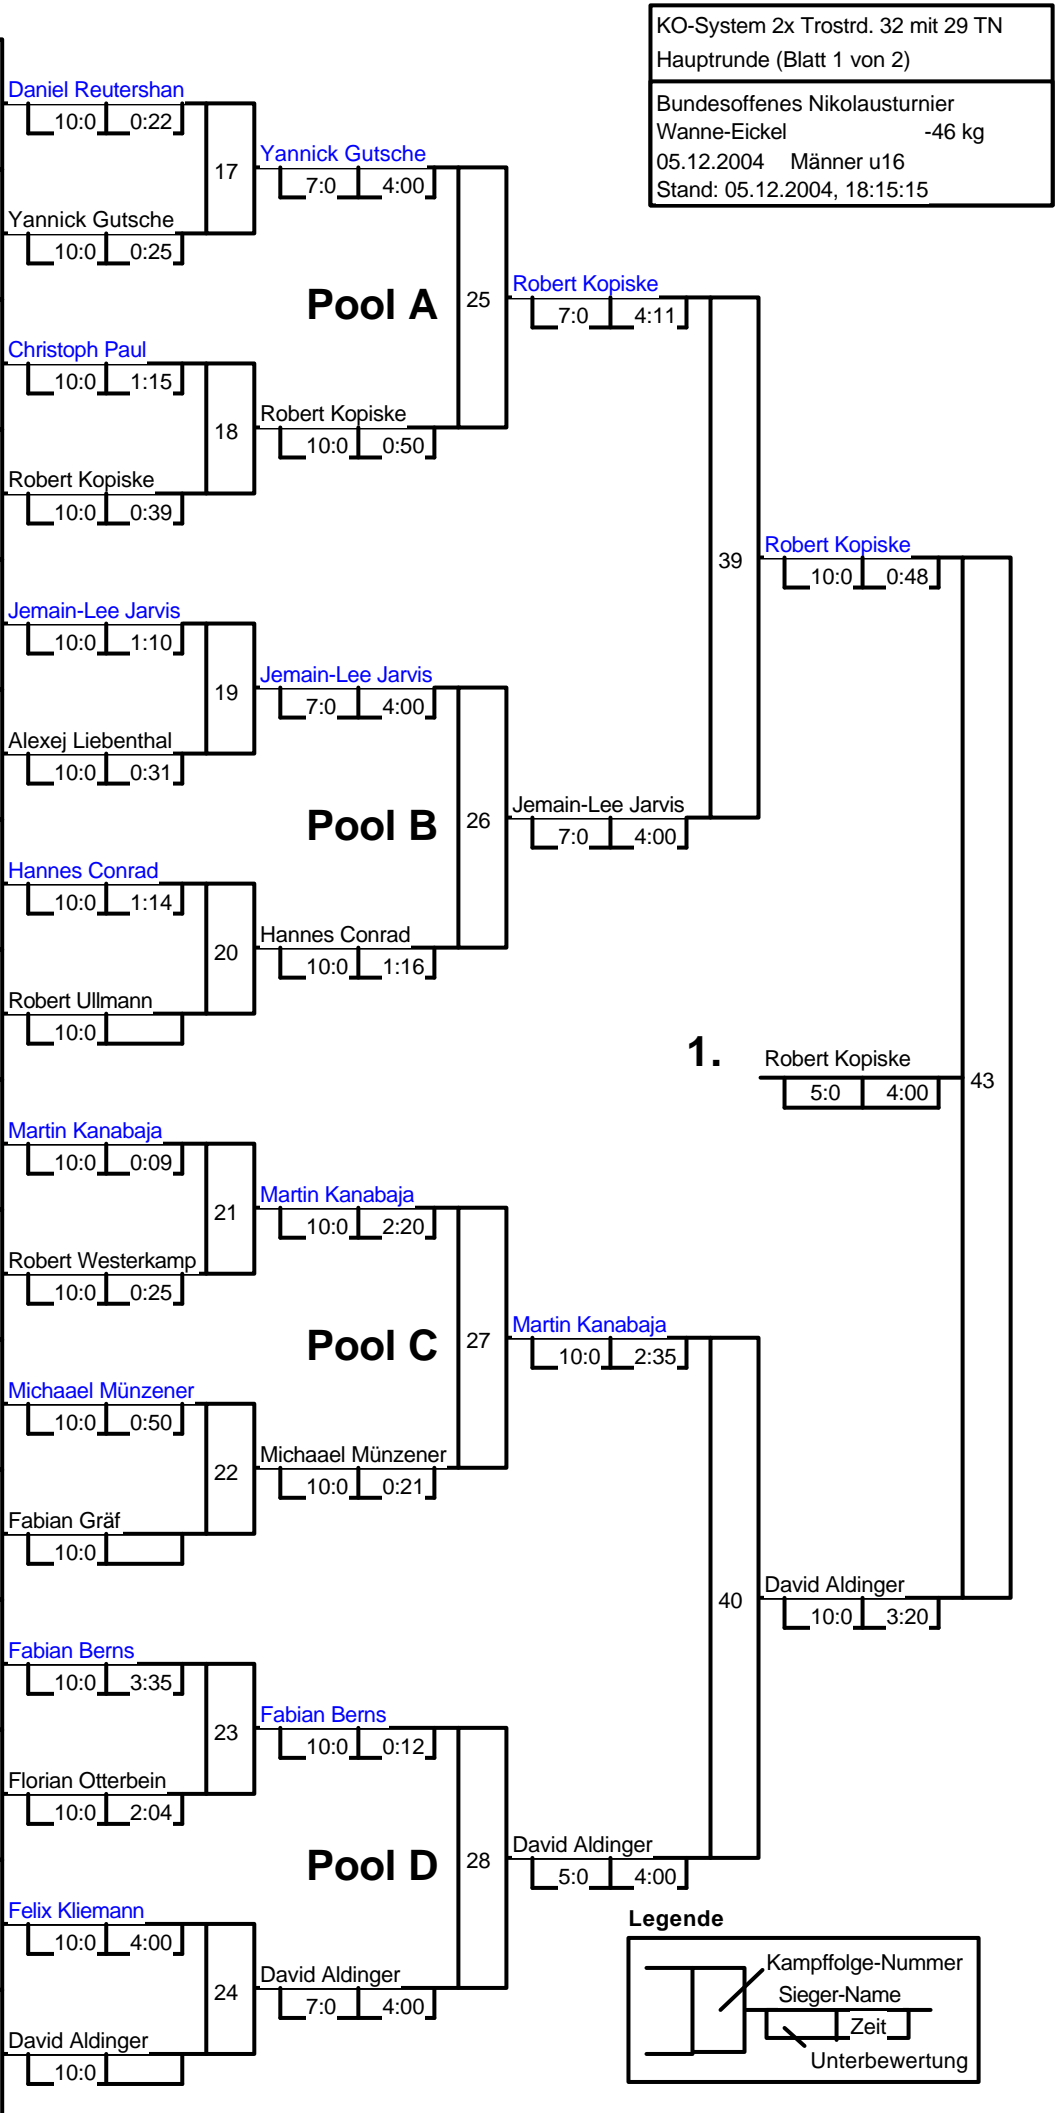 KO-System 2x Trostrd. 32 mit 29 TN
Hauptrunde (Blatt 1 von 2)
Bundesoffenes Nikolausturnier
Wanne-Eickel -46 kg
05.12.2004 Männer u16
Stand: 05.12.2004, 18:15:15
Daniel Reutershan
10:0 0:22
17
Yannick Gutsche
10:0 0:25
Christoph Paul
10:0 1:15
18
Robert Kopiske
10:0 0:39
Jemain-Lee Jarvis
10:0 1:10
19
Alexej Liebenthal
10:0 0:31
Hannes Conrad
10:0 1:14
20
Robert Ullmann
10:0
Martin Kanabaja
10:0 0:09
21
Robert Westerkamp
10:0 0:25
Michaael Münzener
10:0 0:50
22
Fabian Gräf
10:0
Fabian Berns
10:0 3:35
23
Florian Otterbein
10:0 2:04
Felix Kliemann
10:0 4:00
24
David Aldinger
10:0
Yannick Gutsche
7:0 4:00
Pool A
25
Robert Kopiske
10:0 0:50
Jemain-Lee Jarvis
7:0 4:00
Pool B
26
Hannes Conrad
10:0 1:16
Martin Kanabaja
10:0 2:20
Pool C
27
Michaael Münzener
10:0 0:21
Fabian Berns
10:0 0:12
Pool D
28
David Aldinger
7:0 4:00
Robert Kopiske
7:0 4:11
39
Jemain-Lee Jarvis
7:0 4:00
Martin Kanabaja
10:0 2:35
40
David Aldinger
5:0 4:00
Robert Kopiske
10:0 0:48
1. Robert Kopiske
5:0 4:00
43
David Aldinger
10:0 3:20
Legende
Kampffolge-Nummer
Sieger-Name
Zeit
Unterbewertung